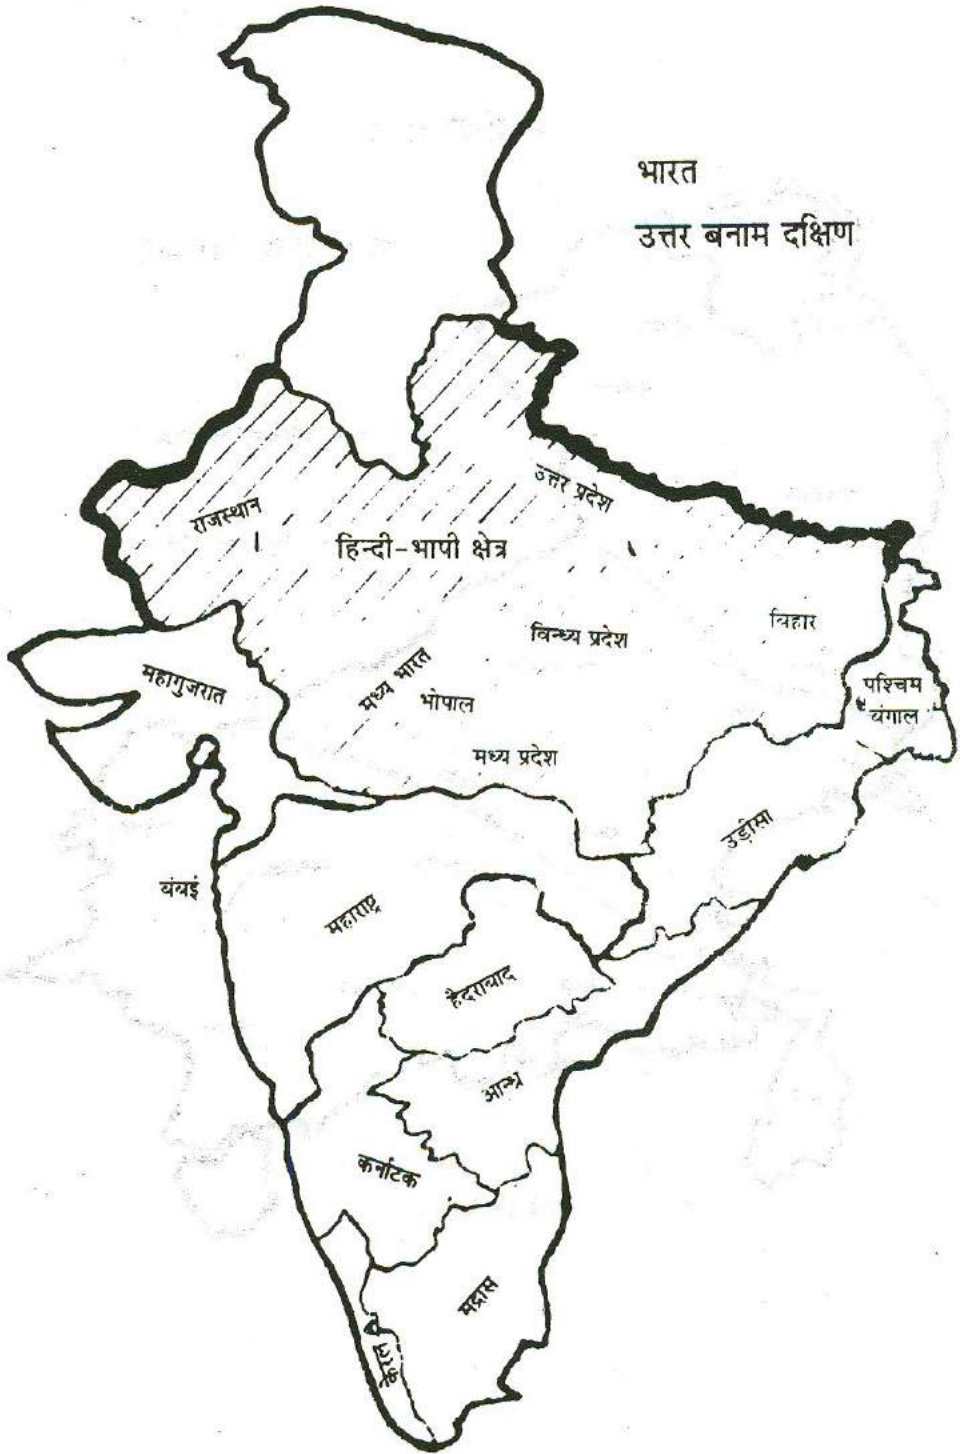 भारत
उत्तर बनाम दक्षिण
उत्तर प्रदेश
राजस्थान
हिन्दी-भाषी क्षेत्र
बिहार
विन्ध्य प्रदेश
मध्य भारत
महागुजरात
भोपाल
पश्चिम
बंगाल
मध्य प्रदेश
उड़ीसा
बंबई
महाराष्ट्र
हैदराबाद
आन्ध्र
कर्नाटक
मद्रास
केरल